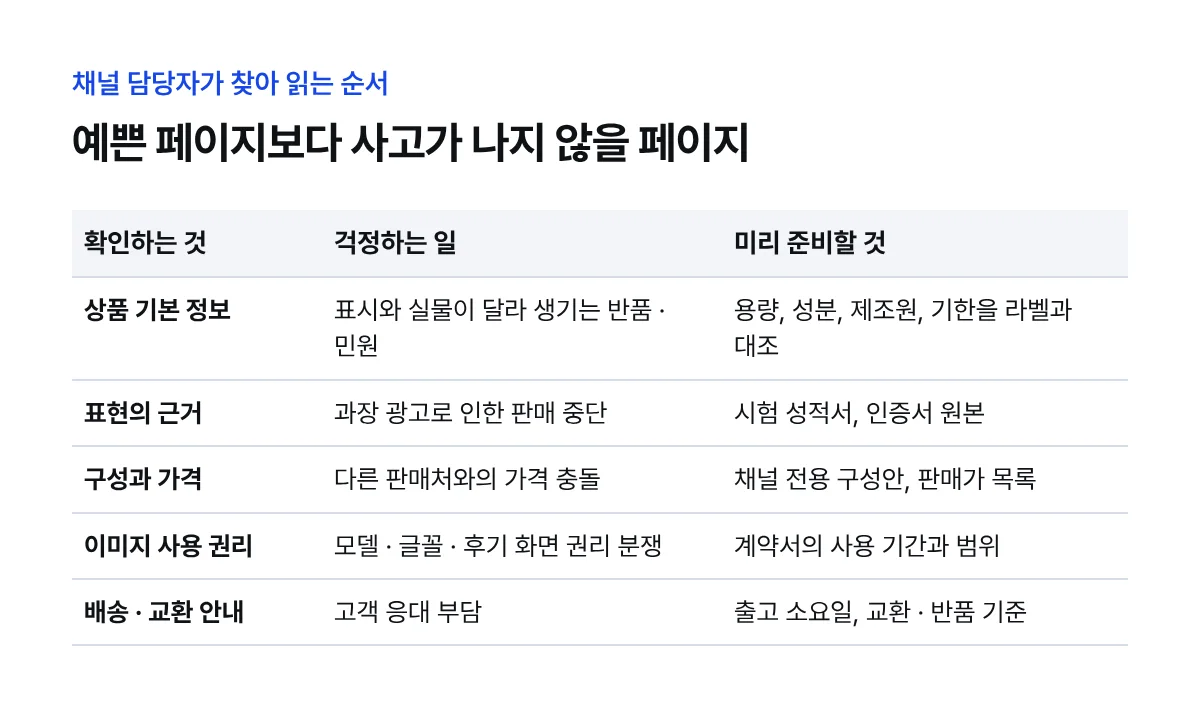 채널 담당자가 찾아 읽는 순서
예쁜 페이지보다 사고가 나지 않을 페이지
확인하는 것 걱정하는 일 미리 준비할 것
상품 기본 정보 표시와 실물이 달라 생기는 반품 · 용량, 성분, 제조원, 기한을 라벨과
민원 대조
표현의 근거 과장 광고로 인한 판매 중단 시험 성적서, 인증서 원본
구성과 가격 다른 판매처와의 가격 충돌 채널 전용 구성안, 판매가 목록
이미지 사용 권리 모델 · 글꼴 · 후기 화면 권리 분쟁 계약서의 사용 기간과 범위
배송 · 교환 안내 고객 응대 부담 출고 소요일, 교환 · 반품 기준